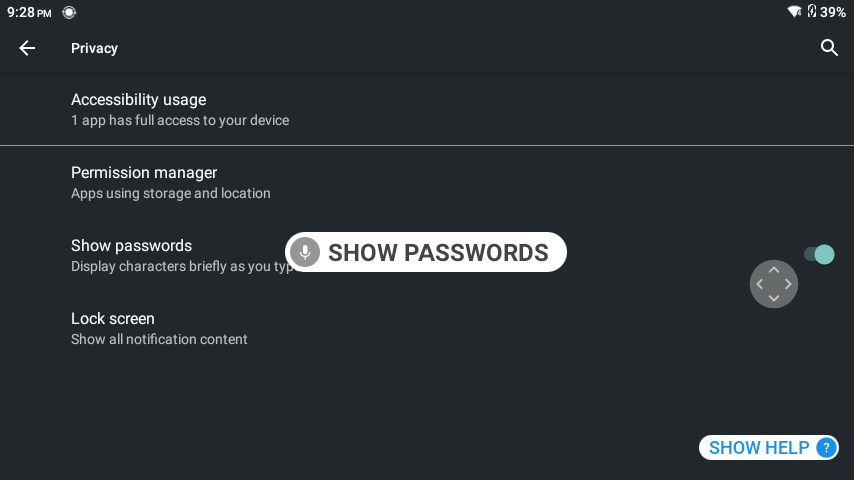 9:28 PM 39%
Privacy
Accessibility usage
1 app has full access to your device
Permission manager
Apps using storage and location
Show passwords
Display characters briefly as you typ
SHOW PASSWORDS
Lock screen
Show all notification content
SHOW HELP ?